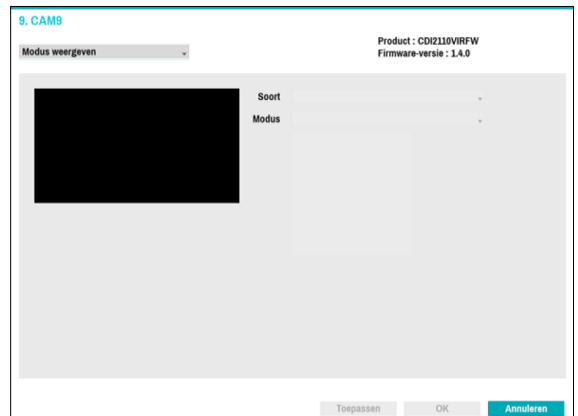 9. CAM9
Product : CDI2110VIRFW
Modus weergeven
Firmware-versie : 1.4.0
Soort
Modus
Toepassen
OK
Annuleren